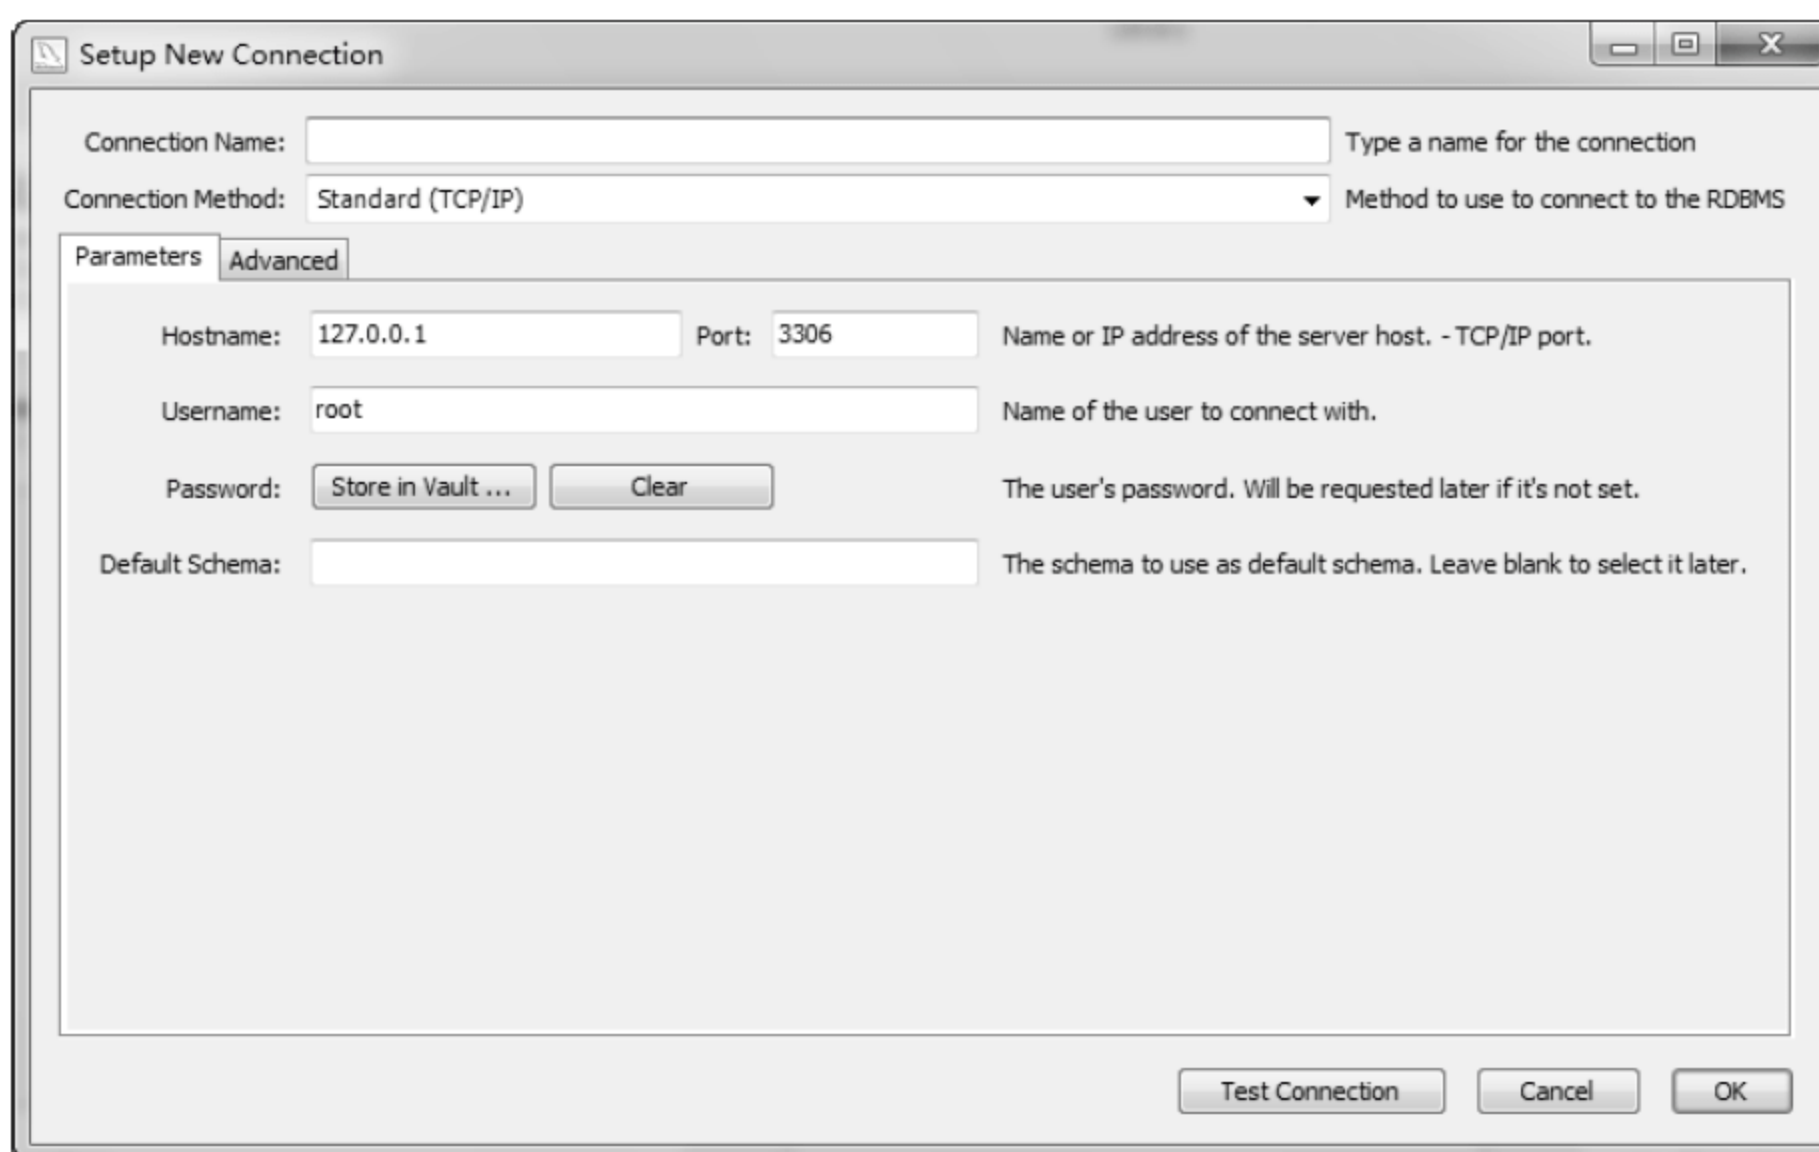 Setup New Connection
Connection Name: Type a name for the connection
Connection Method: Standard (TCP/IP) Method to use to connect to the RDBMS
Parameters Advanced
Hostname: 127.0.0.1 Port: 3306 Name or IP address of the server host. - TCP/IP port.
Username: root Name of the user to connect with.
Password: Store in Vault ... Clear The user's password. Will be requested later if it's not set.
Default Schema: The schema to use as default schema. Leave blank to select it later.
Test Connection Cancel OK